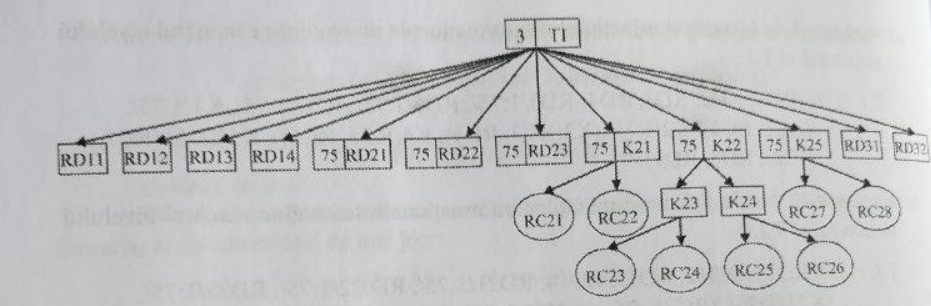 3 T1
RD11 RD12 RD13 RD14 75 RD21 75 RD22 75 RD23 75 K21 75 K22 75 K25 RD31 RD32
RC21 RC22 K23 K24 RC27 RC28
RC23 RC24 RC25 RC26